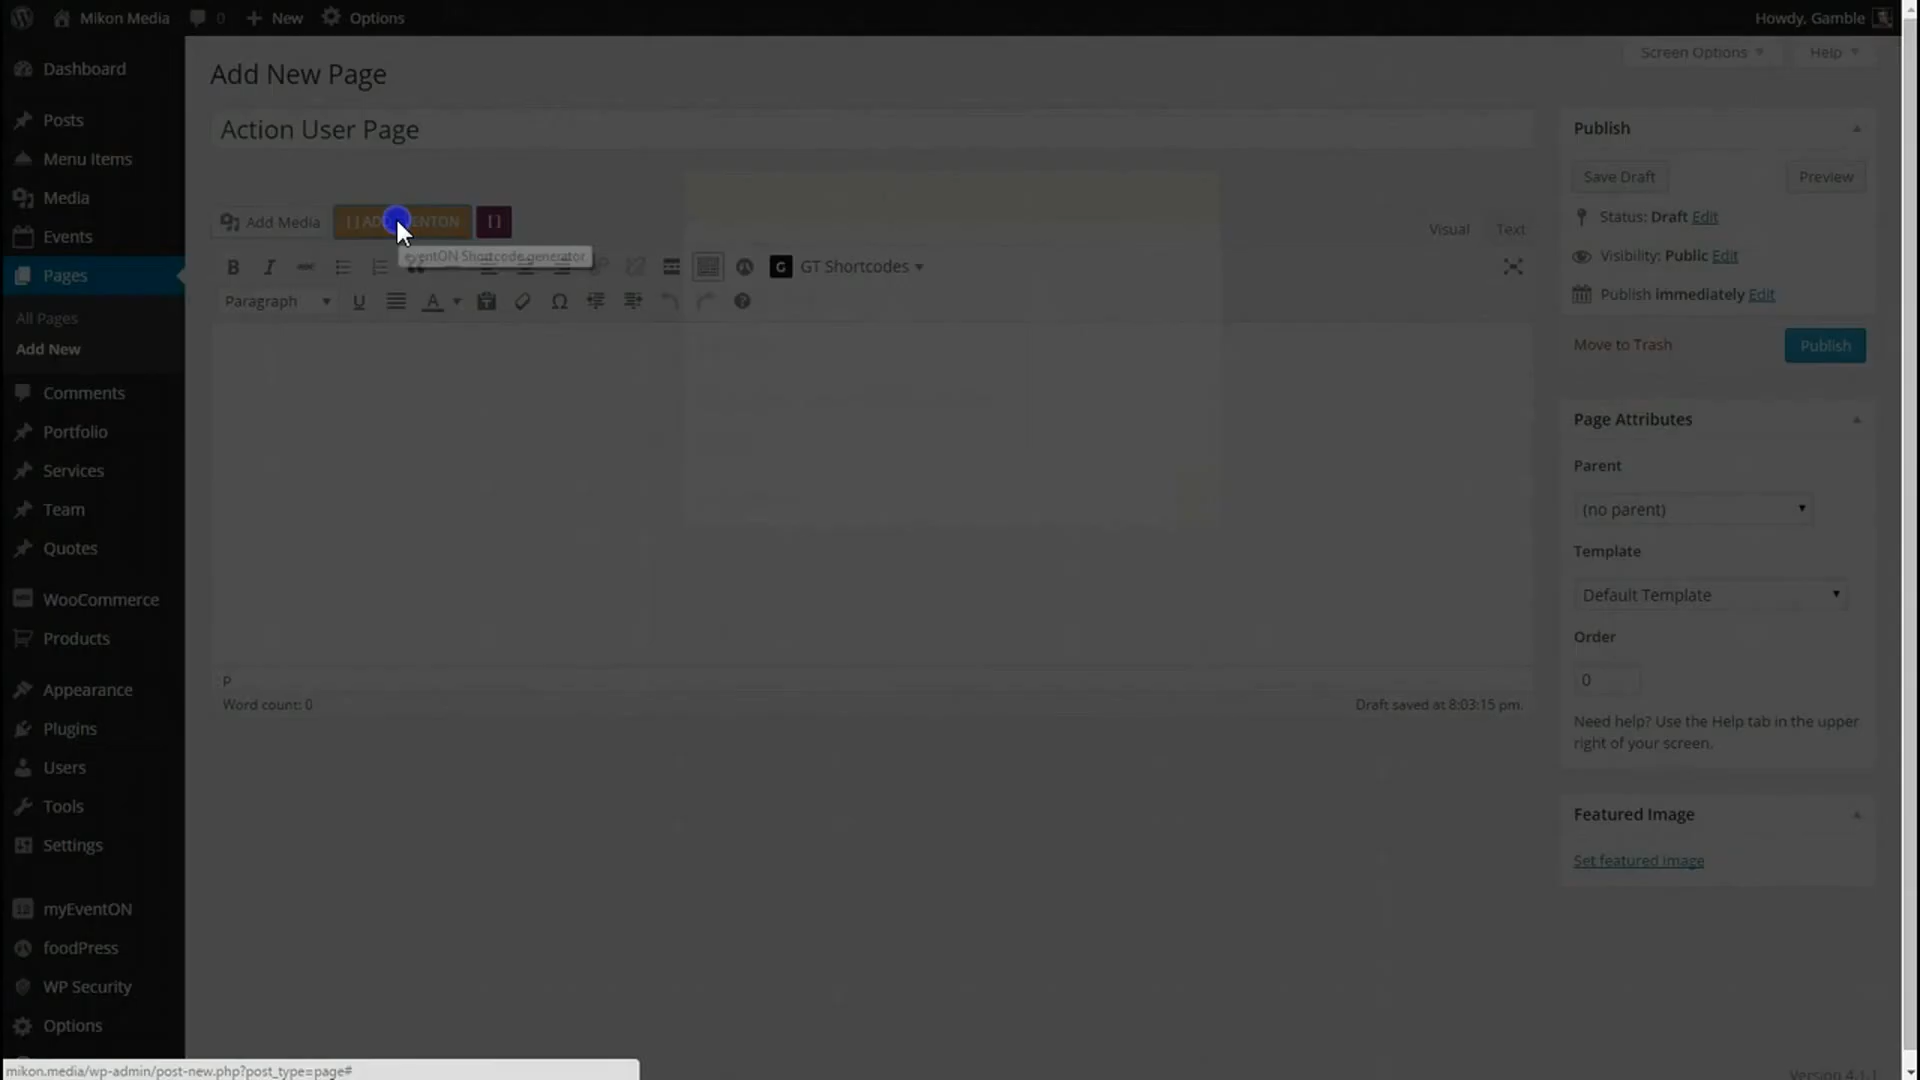 Mikon Media 0 New Options Howdy, Gamble
Screen Options Help
Dashboard
Posts
Menu Items
Media
Events
Pages
All Pages
Add New
Comments
Portfolio
Services
Team
Quotes
WooCommerce
Products
Appearance
Plugins
Users
Tools
Settings
myEventON
foodPress
WP Security
Options
Add New Page
Action User Page
Add Media [ ] ADD EVENTON [ ]
Visual Text
eventON Shortcode generator
B I ABC GT Shortcodes
Paragraph U A Ω
P
Word count: 0 Draft saved at 8:03:15 pm.
Publish
Save Draft Preview
Status: Draft Edit
Visibility: Public Edit
Publish immediately Edit
Move to Trash Publish
Page Attributes
Parent
(no parent)
Template
Default Template
Order
0
Need help? Use the Help tab in the upper
right of your screen.
Featured Image
Set featured image
Version 4.1.1
mikon.media/wp-admin/post-new.php?post_type=page#